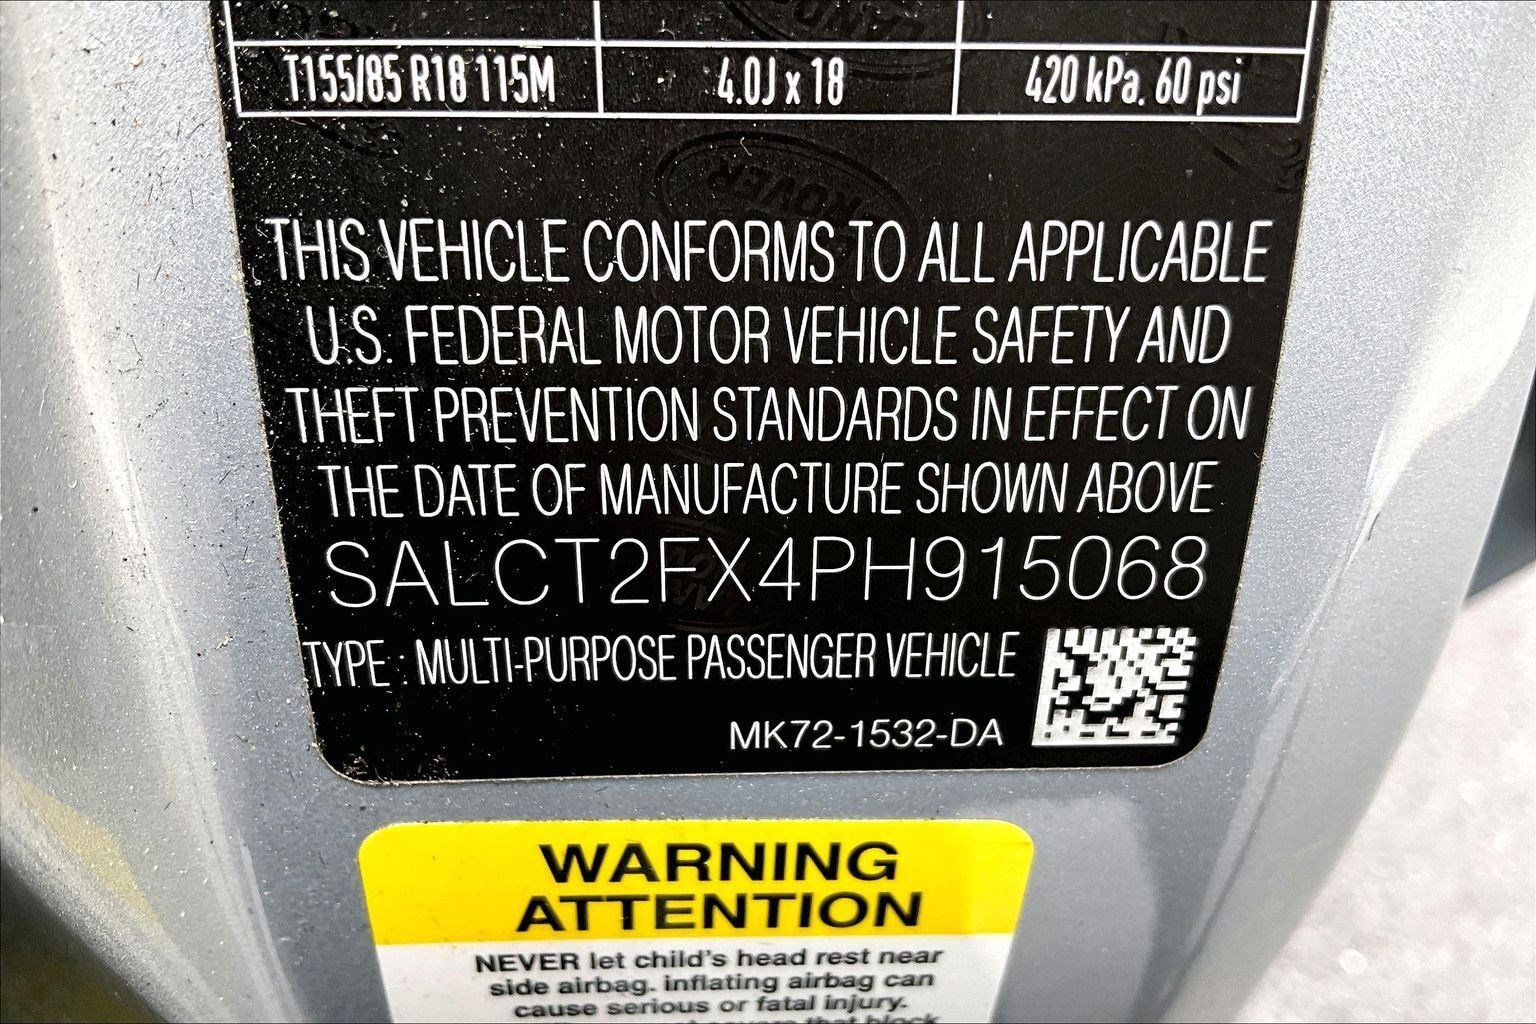 T155/85 R18 115M 4.0J x 18 420 kPa, 60 psi
THIS VEHICLE CONFORMS TO ALL APPLICABLE
U.S. FEDERAL MOTOR VEHICLE SAFETY AND
THEFT PREVENTION STANDARDS IN EFFECT ON
THE DATE OF MANUFACTURE SHOWN ABOVE
SALCT2FX4PH915068
TYPE : MULTI-PURPOSE PASSENGER VEHICLE
MK72-1532-DA
WARNING
ATTENTION
NEVER let child's head rest near
side airbag. inflating airbag can
cause serious or fatal injury.
that block